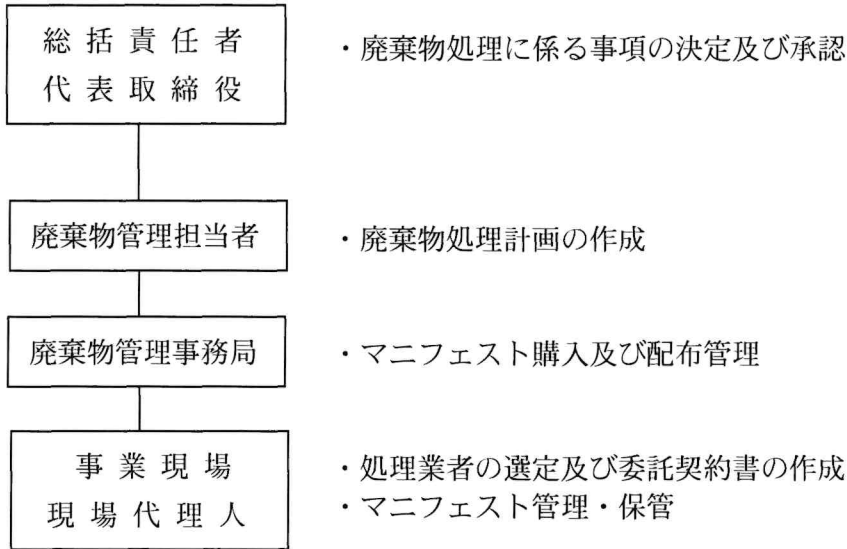 総括責任者
代表取締役
・廃棄物処理に係る事項の決定及び承認
廃棄物管理担当者
・廃棄物処理計画の作成
廃棄物管理事務局
・マニフェスト購入及び配布管理
事業現場
現場代理人
・処理業者の選定及び委託契約書の作成
・マニフェスト管理・保管